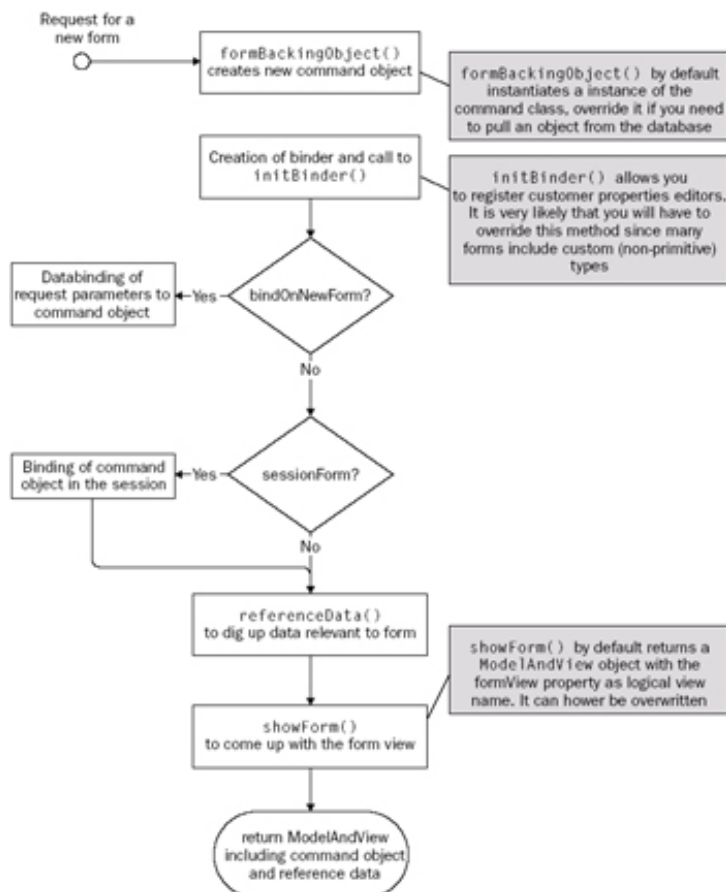 Request for a
new form
formBackingObject()
creates new command object
formBackingObject() by default
instantiates a instance of the
command class, override it if you need
to pull an object from the database
Creation of binder and call to
initBinder()
initBinder() allows you
to register customer properties editors.
It is very likely that you will have to
override this method since many
forms include custom (non-primitive)
types
Databinding of
request parameters to
command object
Yes
bindOnNewForm?
No
Binding of command
object in the session
Yes
sessionForm?
No
referenceData()
to dig up data relevant to form
showForm() by default returns a
ModelAndView object with the
formView property as logical view
name. It can hower be overwritten
showForm()
to come up with the form view
return ModelAndView
including command object
and reference data